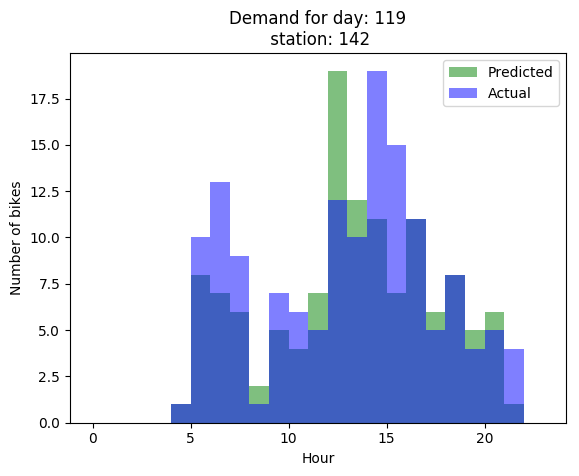 Demand for day: 119
station: 142
Predicted
Actual
Number of bikes
17.5
15.0
12.5
10.0
7.5
5.0
2.5
0.0
0
5
10
15
20
Hour